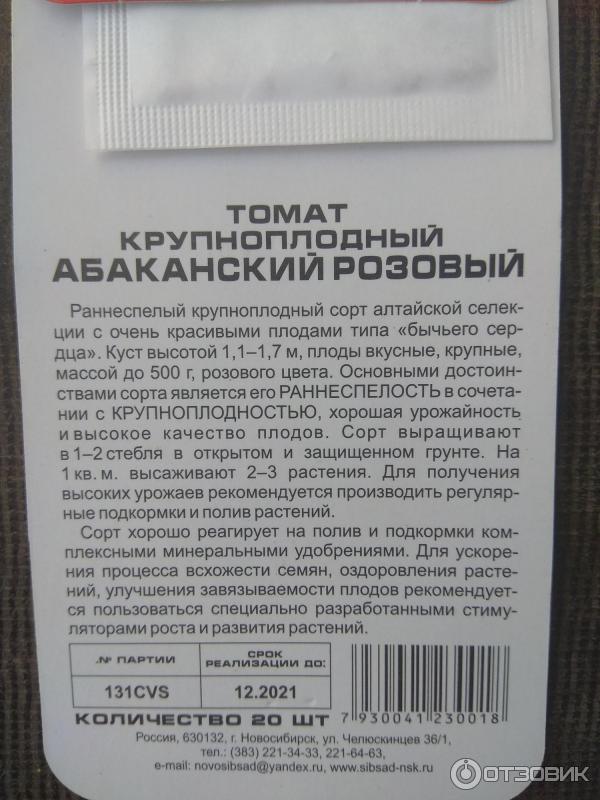 ТОМАТ
КРУПНОПЛОДНЫЙ
АБАКАНСКИЙ РОЗОВЫЙ
Раннеспелый крупноплодный сорт алтайской селек-
ции с очень красивыми плодами типа «бычьего сер-
дца». Куст высотой 1,1–1,7 м, плоды вкусные, крупные,
массой до 500 г, розового цвета. Основными достоин-
ствами сорта является его РАННЕСПЕЛОСТЬ в сочета-
нии с КРУПНОПЛОДНОСТЬЮ, хорошая урожайность
и высокое качество плодов. Сорт выращивают
в 1–2 стебля в открытом и защищенном грунте. На
1 кв. м. высаживают 2–3 растения. Для получения
высоких урожаев рекомендуется производить регуляр-
ные подкормки и полив растений.
Сорт хорошо реагирует на полив и подкормки ком-
плексными минеральными удобрениями. Для ускоре-
ния процесса всхожести семян, оздоровления расте-
ний, улучшения завязываемости плодов рекомендует-
ся пользоваться специально разработанными стиму-
ляторами роста и развития растений.
№ ПАРТИИ
СРОК
РЕАЛИЗАЦИИ ДО:
131CVS
12.2021
КОЛИЧЕСТВО 20 ШТ
7 930041 230018
Россия, 630132, г. Новосибирск, ул. Челюскинцев 36/1,
тел.: (383) 221-34-33, 221-64-63,
e-mail: novosibsad@yandex.ru, www.sibsad-nsk.ru
ОТЗОВИК